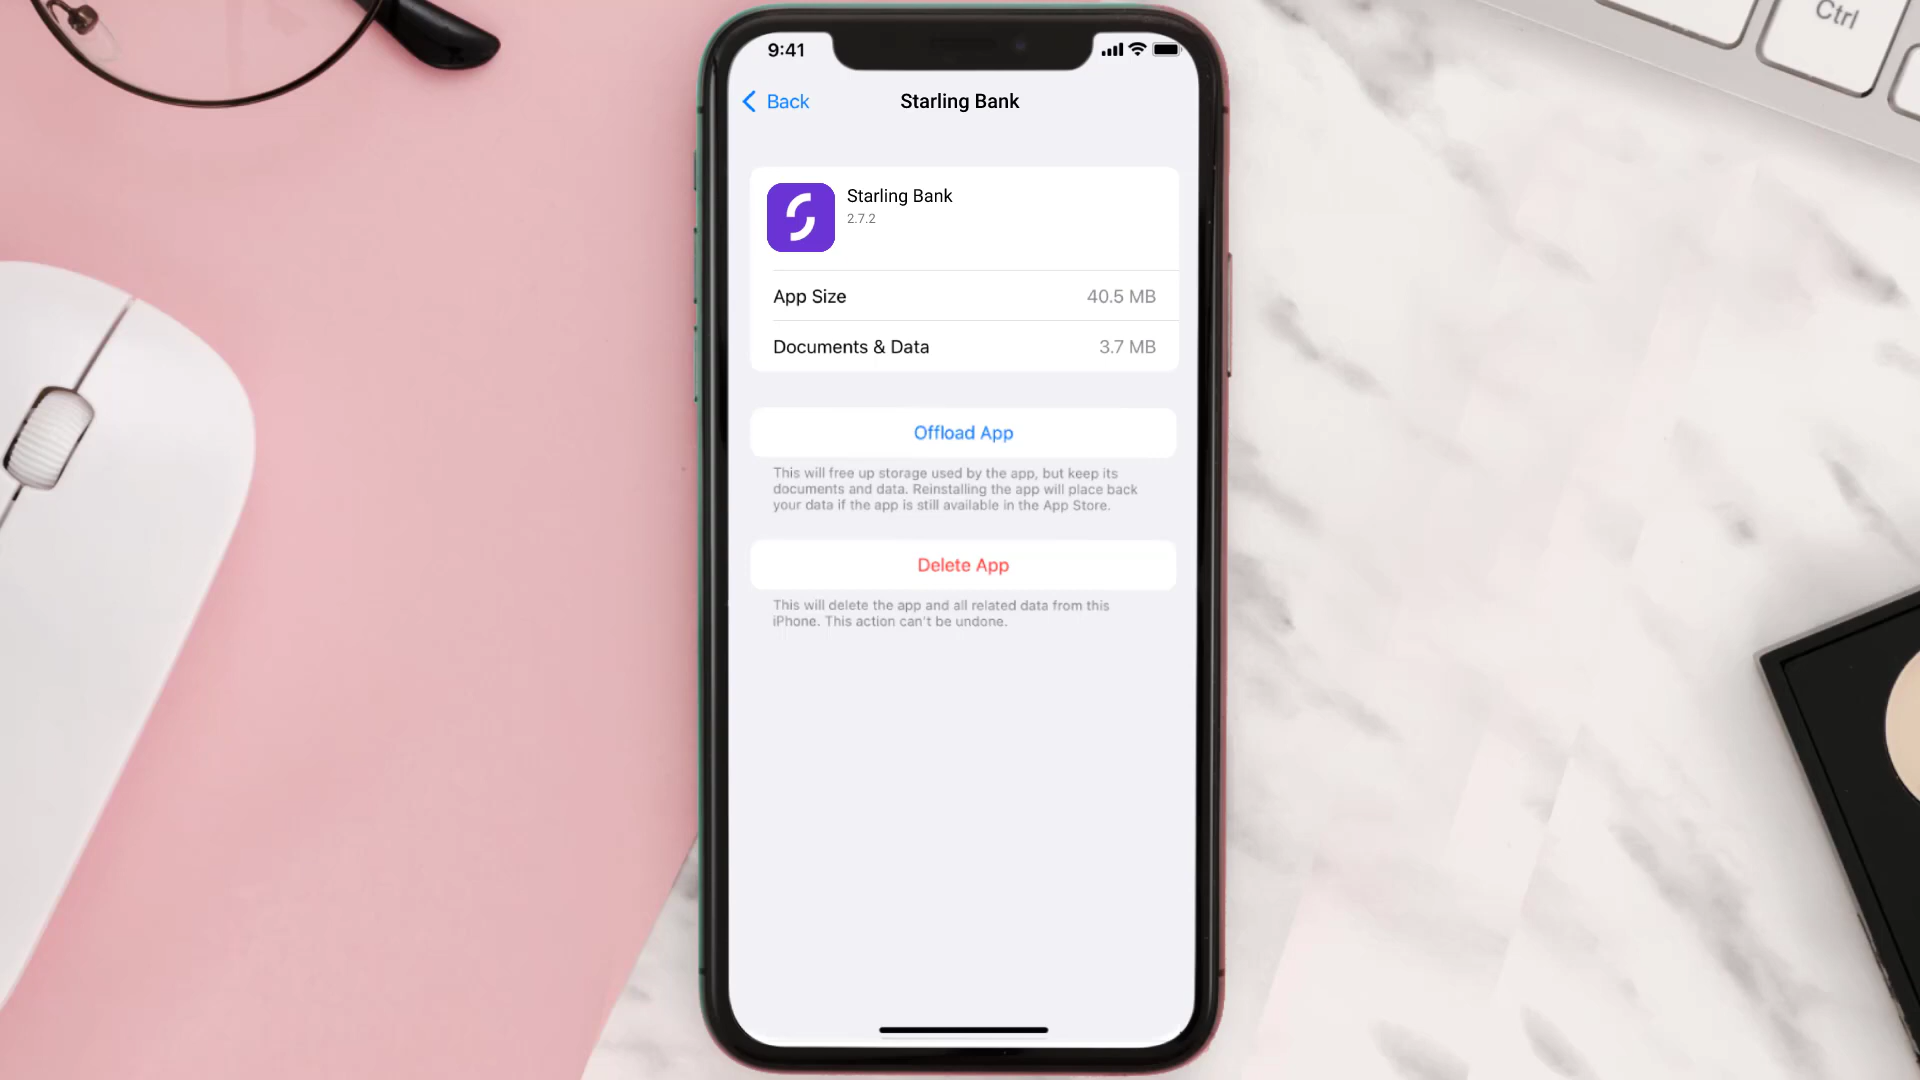 Ctrl
9:41
Back
Starling Bank
Starling Bank
2.7.2
App Size 40.5 MB
Documents & Data 3.7 MB
Offload App
This will free up storage used by the app, but keep its
documents and data. Reinstalling the app will place back
your data if the app is still available in the App Store.
Delete App
This will delete the app and all related data from this
iPhone. This action can't be undone.